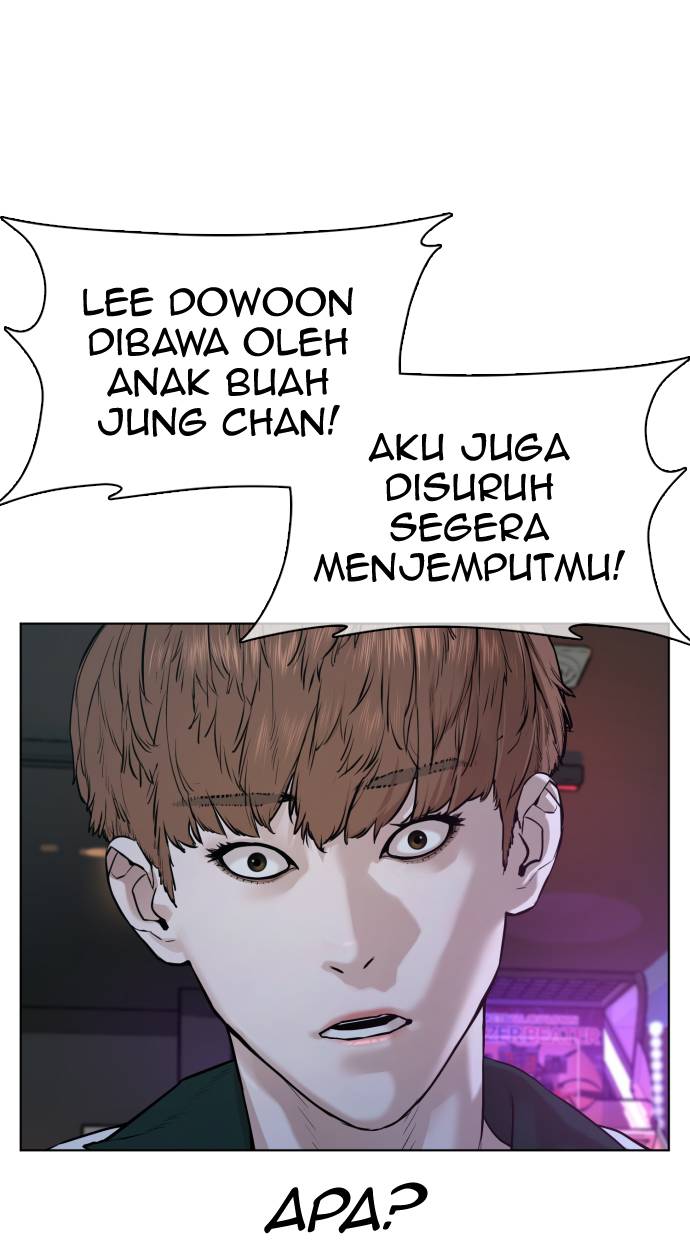 LEE DOWOON
DIBAWA OLEH
ANAK BUAH
JUNG CHAN!
AKU JUGA
DISURUH
SEGERA
MENJEMPUTMU!
APA?